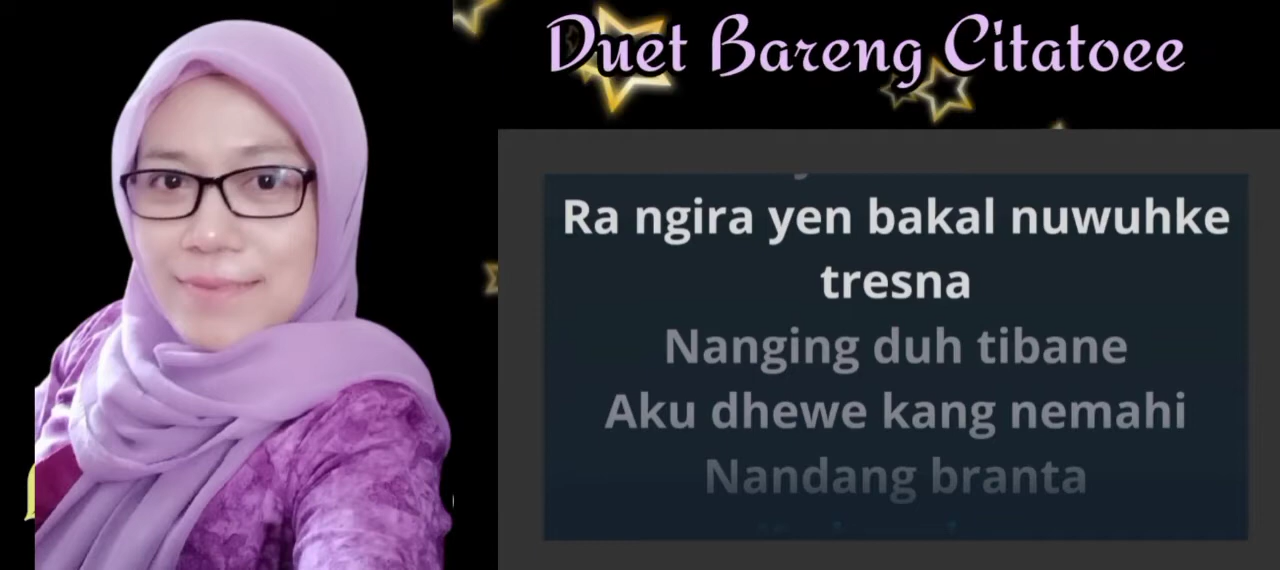 Duet Bareng Citatoee
Ra ngira yen bakal nuwuhke
tresna
Nanging duh tibane
Aku dhewe kang nemahi
Nandang branta